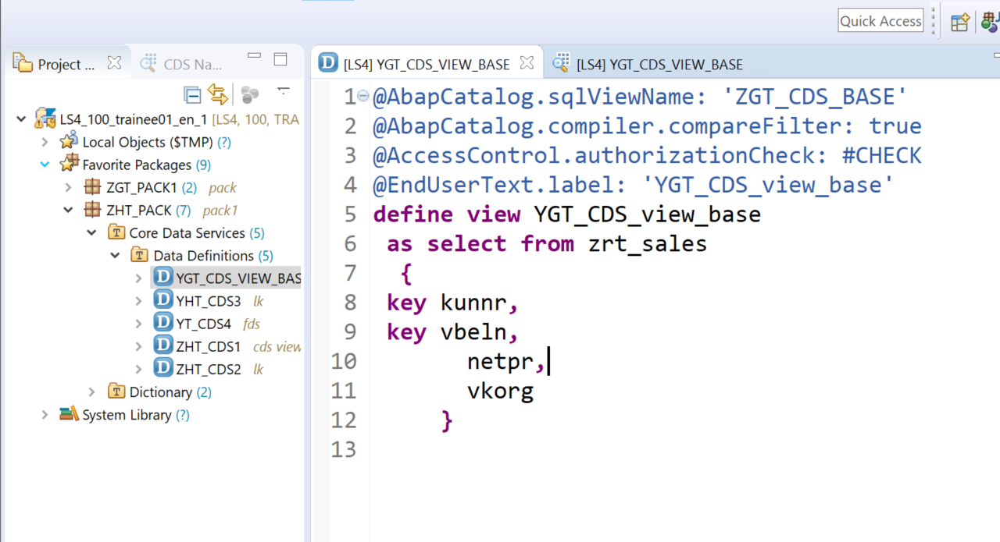 Quick Access
Project ...
CDS Na...
[LS4] YGT_CDS_VIEW_BASE
[LS4] YGT_CDS_VIEW_BASE
LS4_100_trainee01_en_1 [LS4, 100, TRA
Local Objects ($TMP) (?)
Favorite Packages (9)
ZGT_PACK1 (2) pack
ZHT_PACK (7) pack1
Core Data Services (5)
Data Definitions (5)
YGT_CDS_VIEW_BAS
YHT_CDS3 lk
YT_CDS4 fds
ZHT_CDS1 cds view
ZHT_CDS2 lk
Dictionary (2)
System Library (?)
1 @AbapCatalog.sqlViewName: 'ZGT_CDS_BASE'
2 @AbapCatalog.compiler.compareFilter: true
3 @AccessControl.authorizationCheck: #CHECK
4 @EndUserText.label: 'YGT_CDS_view_base'
5 define view YGT_CDS_view_base
6 as select from zrt_sales
7 {
8 key kunnr,
9 key vbeln,
10 netpr,
11 vkorg
12 }
13